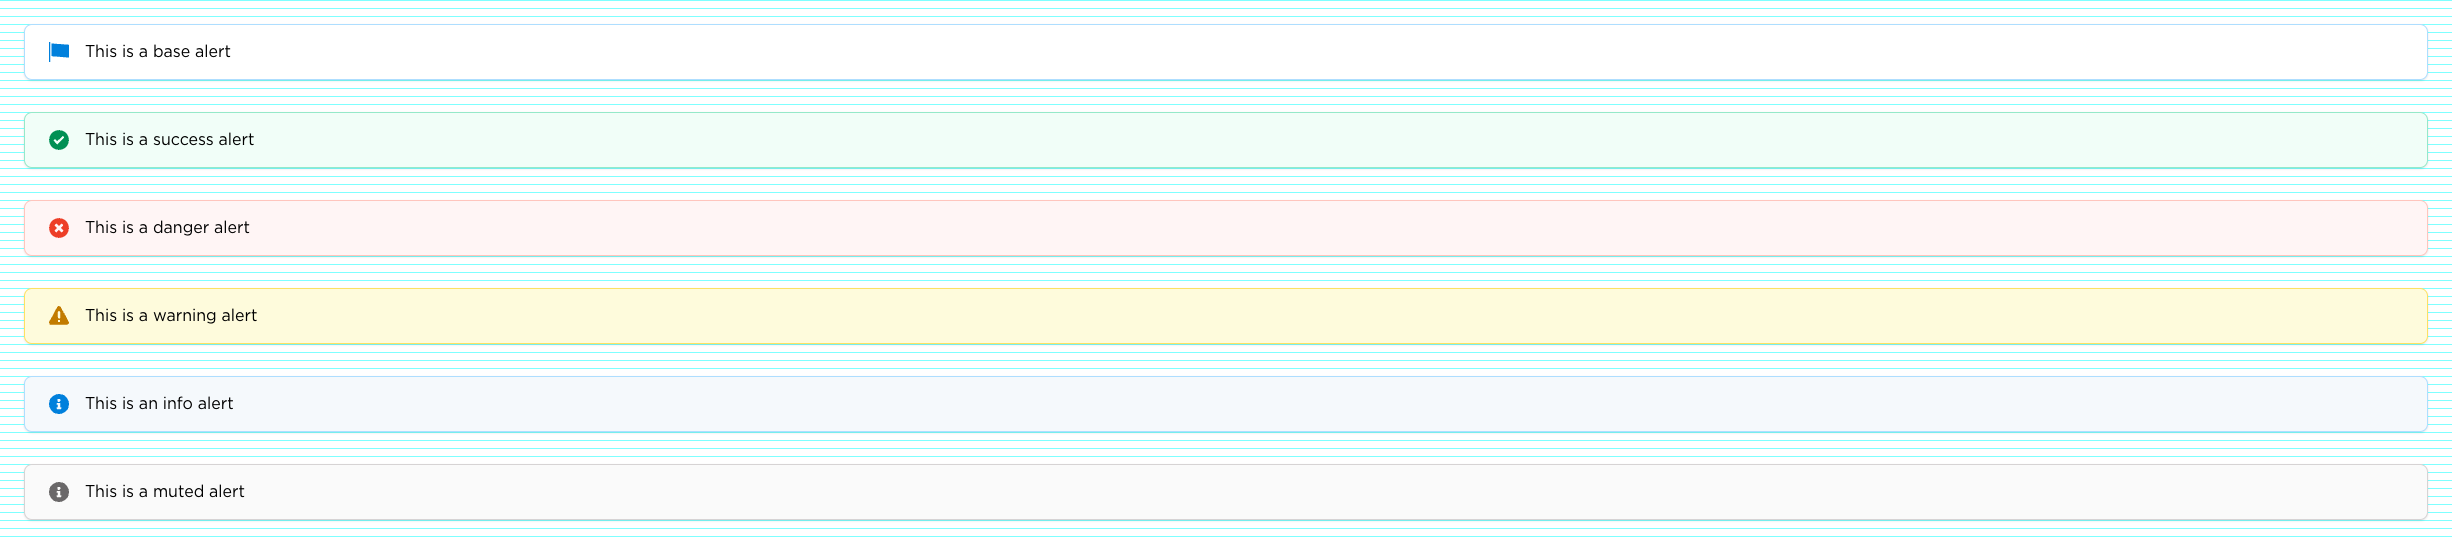 This is a base alert
This is a success alert
This is a danger alert
This is a warning alert
This is an info alert
This is a muted alert